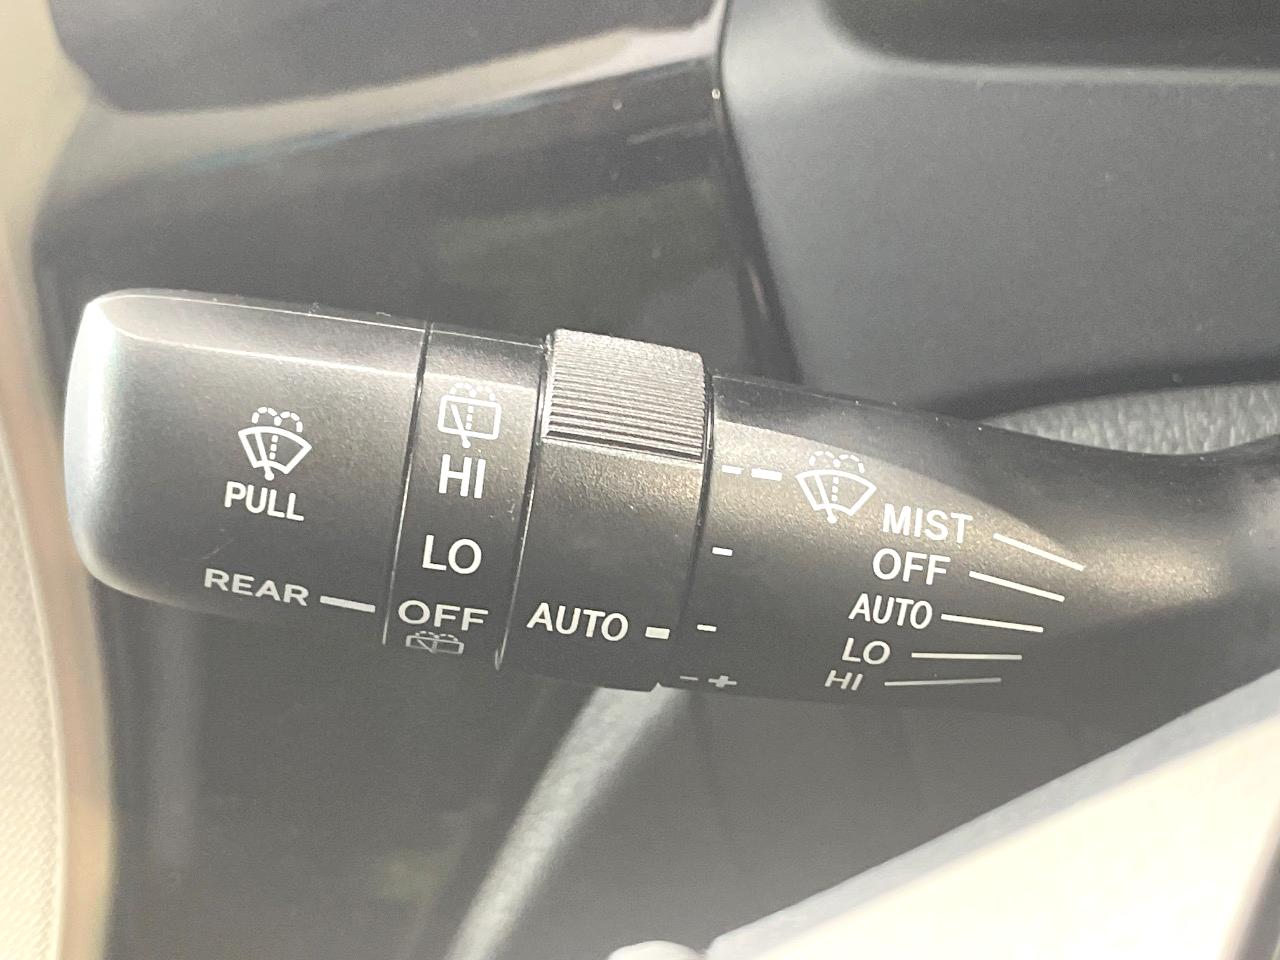 PULL
REAR
HI
LO
OFF
AUTO
- +
MIST
OFF
AUTO
LO
HI